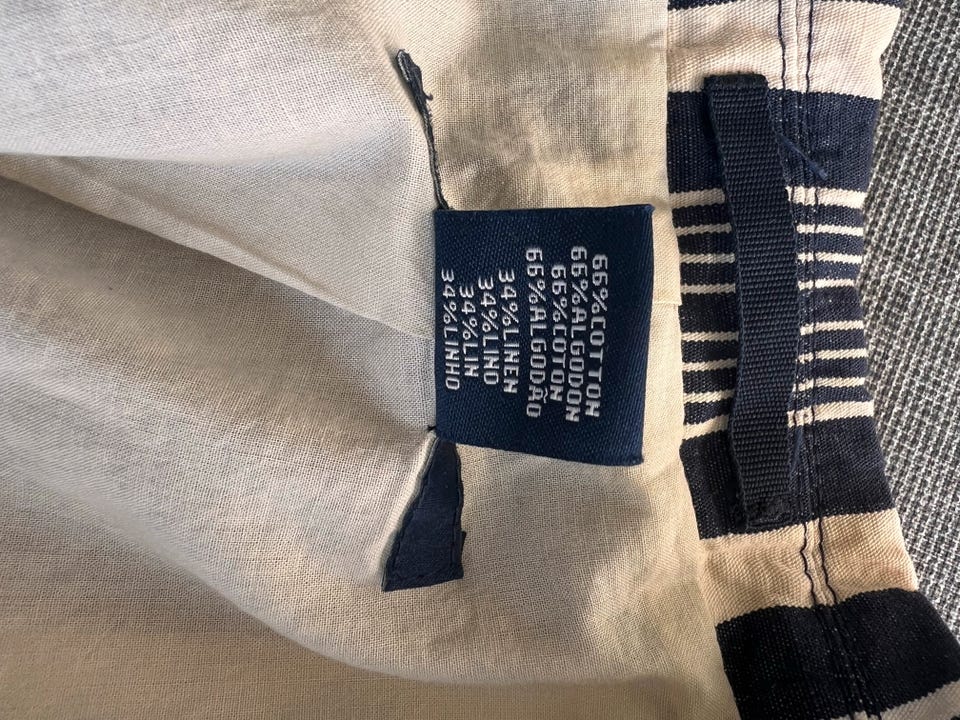 66%COTTON
66%ALGODON
66%COTON
66%ALGODÃO
34%LINEN
34%LINO
34%LIN
34%LINHO